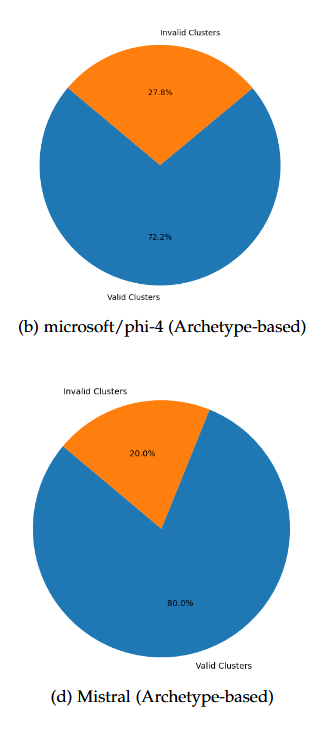 Invalid Clusters
27.8%
72.2%
Valid Clusters
(b) microsoft/phi-4 (Archetype-based)
Invalid Clusters
20.0%
80.0%
Valid Clusters
(d) Mistral (Archetype-based)